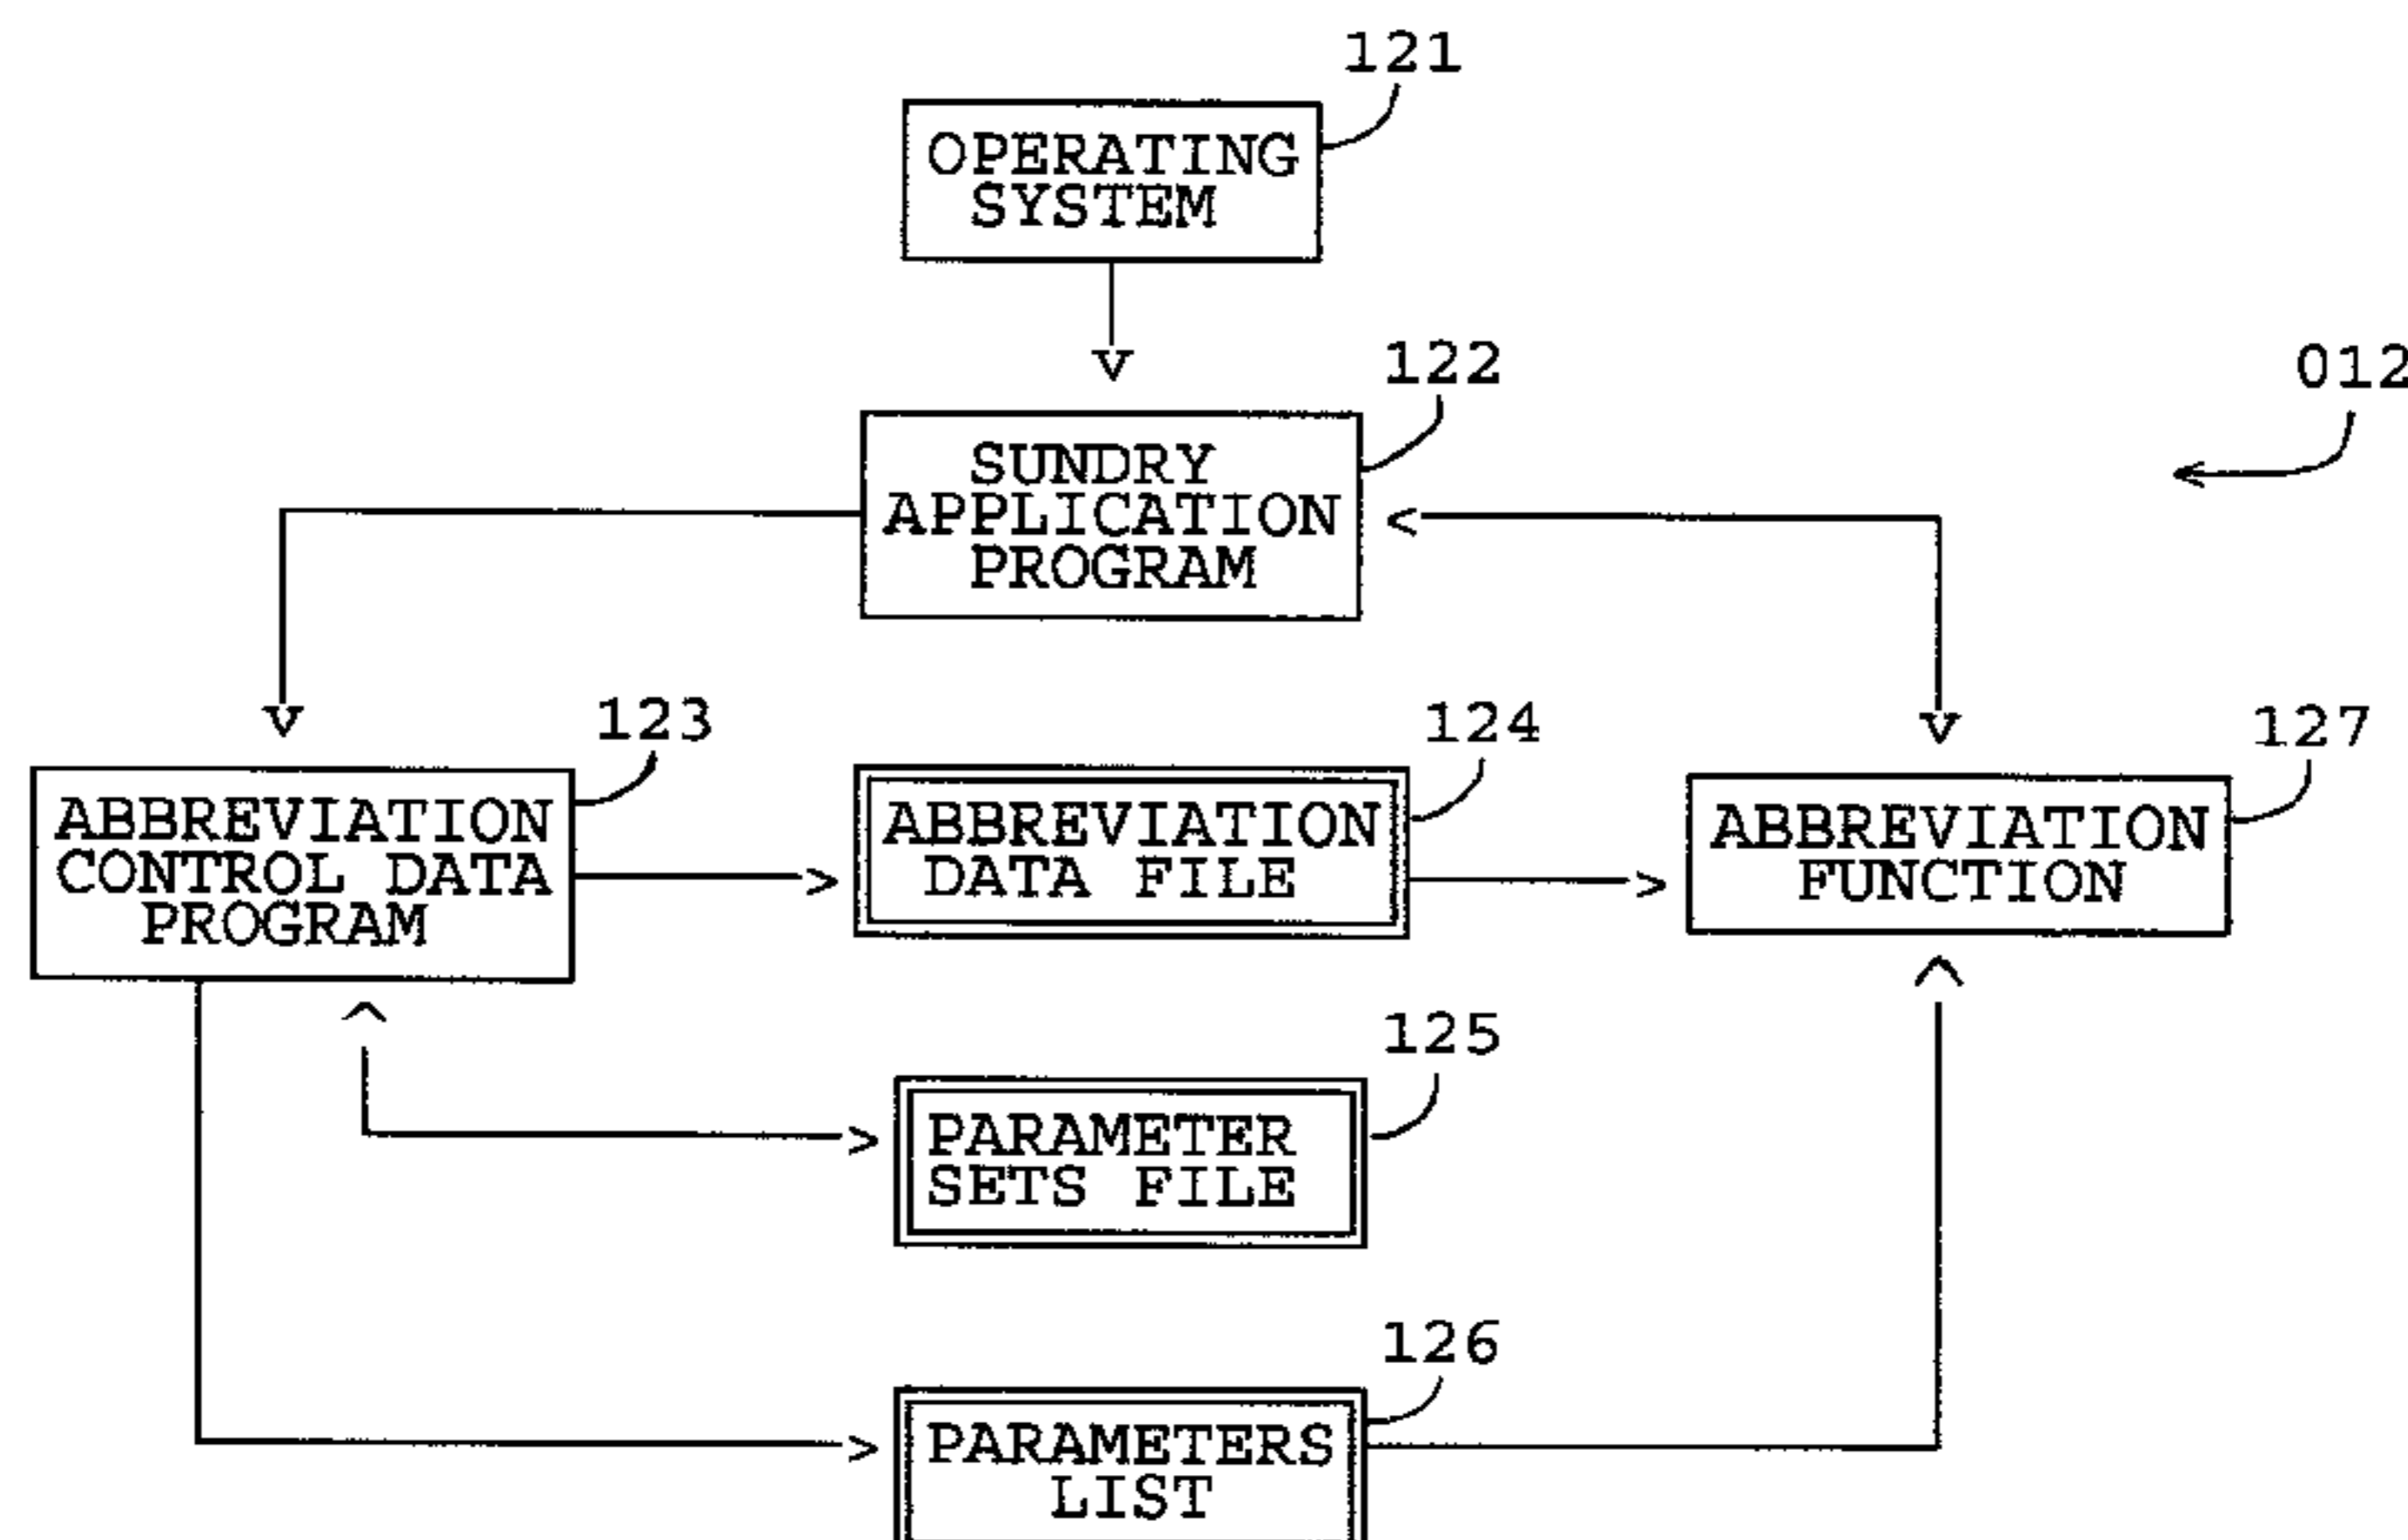 121
OPERATING
SYSTEM
122
012
SUNDRY
APPLICATION
PROGRAM
123
124
127
ABBREVIATION
CONTROL DATA
PROGRAM
ABBREVIATION
DATA FILE
ABBREVIATION
FUNCTION
125
PARAMETER
SETS FILE
126
PARAMETERS
LIST